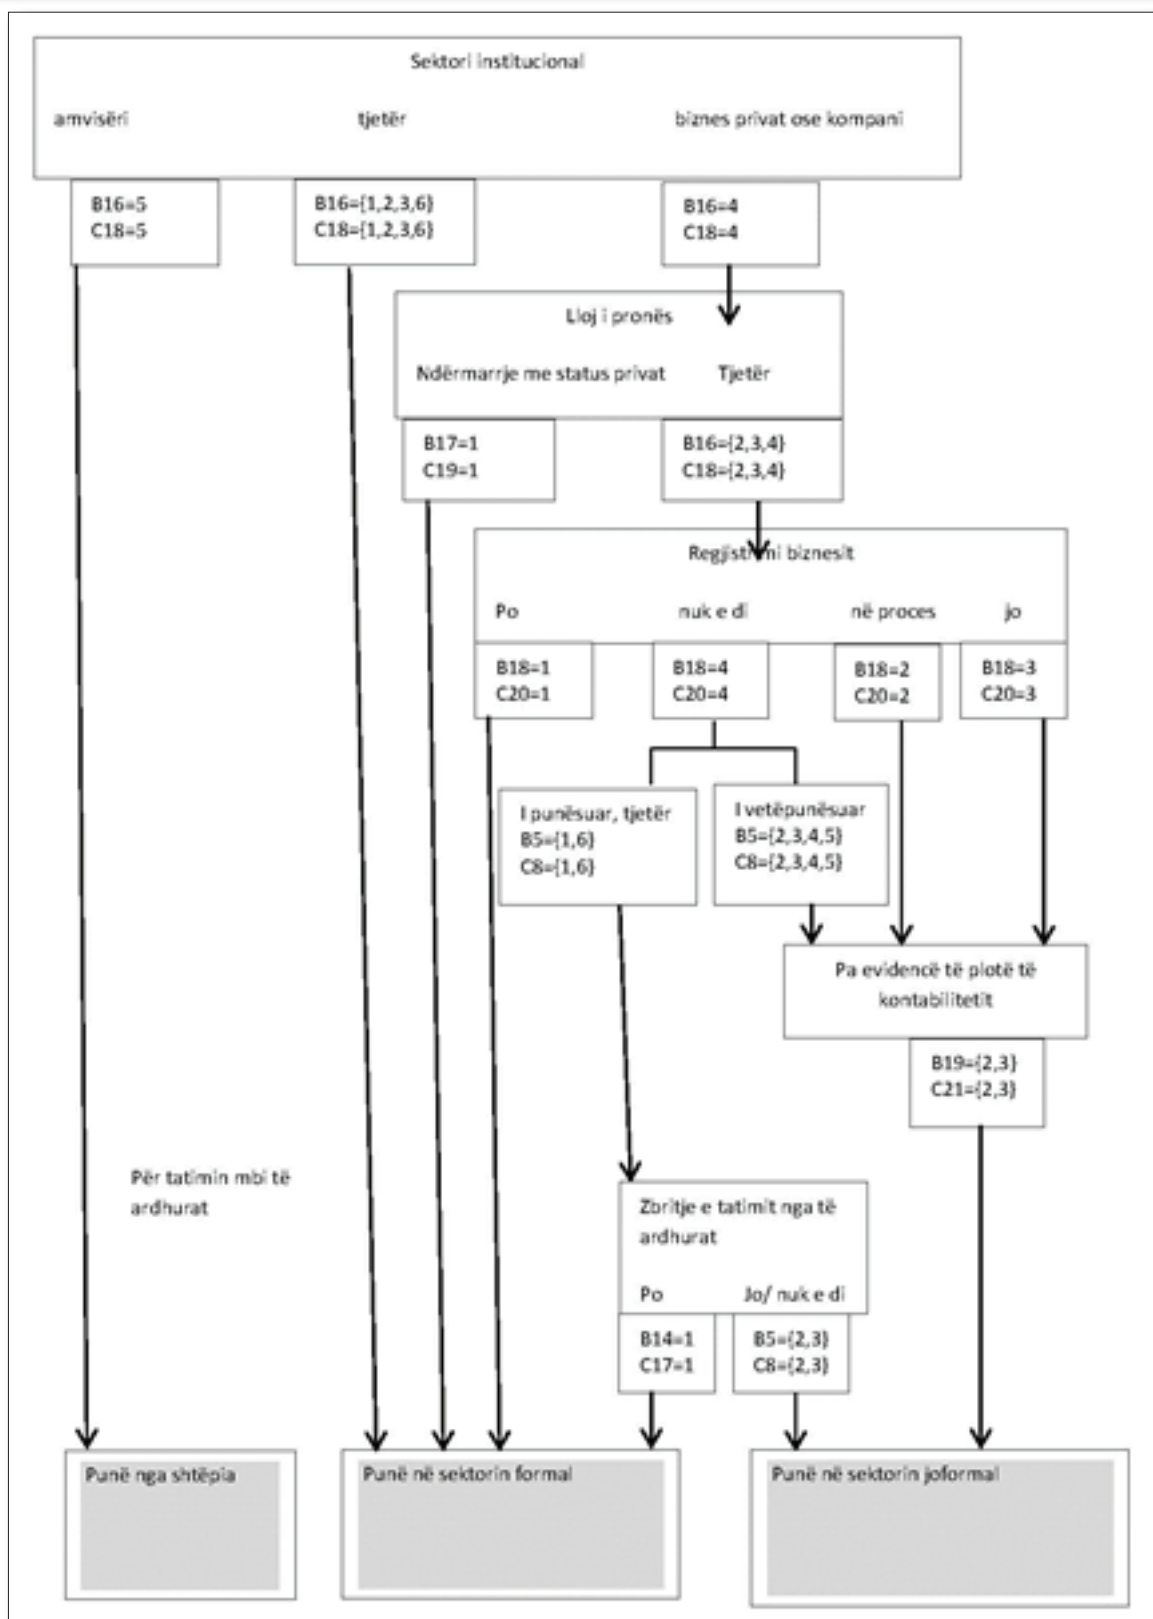 Sektori institucional
amvisëri tjetër biznes privat ose kompani
B16=5
C18=5
B16={1,2,3,6}
C18={1,2,3,6}
B16=4
C18=4
Lloj i pronës
Ndërmarrje me status privat Tjetër
B17=1
C19=1
B16={2,3,4}
C18={2,3,4}
Regjistrimi biznesit
Po nuk e di në proces jo
B18=1
C20=1
B18=4
C20=4
B18=2
C20=2
B18=3
C20=3
I punësuar, tjetër
B5={1,6}
C8={1,6}
I vetëpunësuar
B5={2,3,4,5}
C8={2,3,4,5}
Pa evidencë të plotë të
kontabilitetit
B19={2,3}
C21={2,3}
Për tatimin mbi të
ardhurat
Zbritje e tatimit nga të
ardhurat
Po Jo/ nuk e di
B14=1
C17=1
B5={2,3}
C8={2,3}
Punë nga shtëpia
Punë në sektorin formal
Punë në sektorin joformal